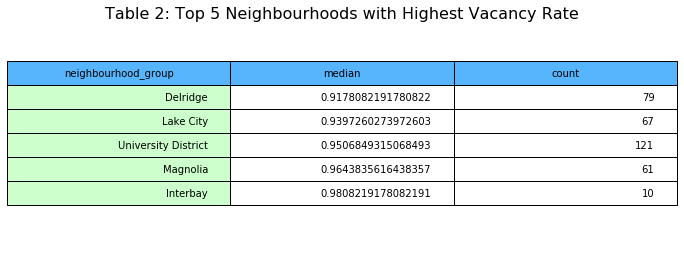 Table 2: Top 5 Neighbourhoods with Highest Vacancy Rate
neighbourhood_group median count
Delridge 0.9178082191780822 79
Lake City 0.9397260273972603 67
University District 0.9506849315068493 121
Magnolia 0.9643835616438357 61
Interbay 0.9808219178082191 10